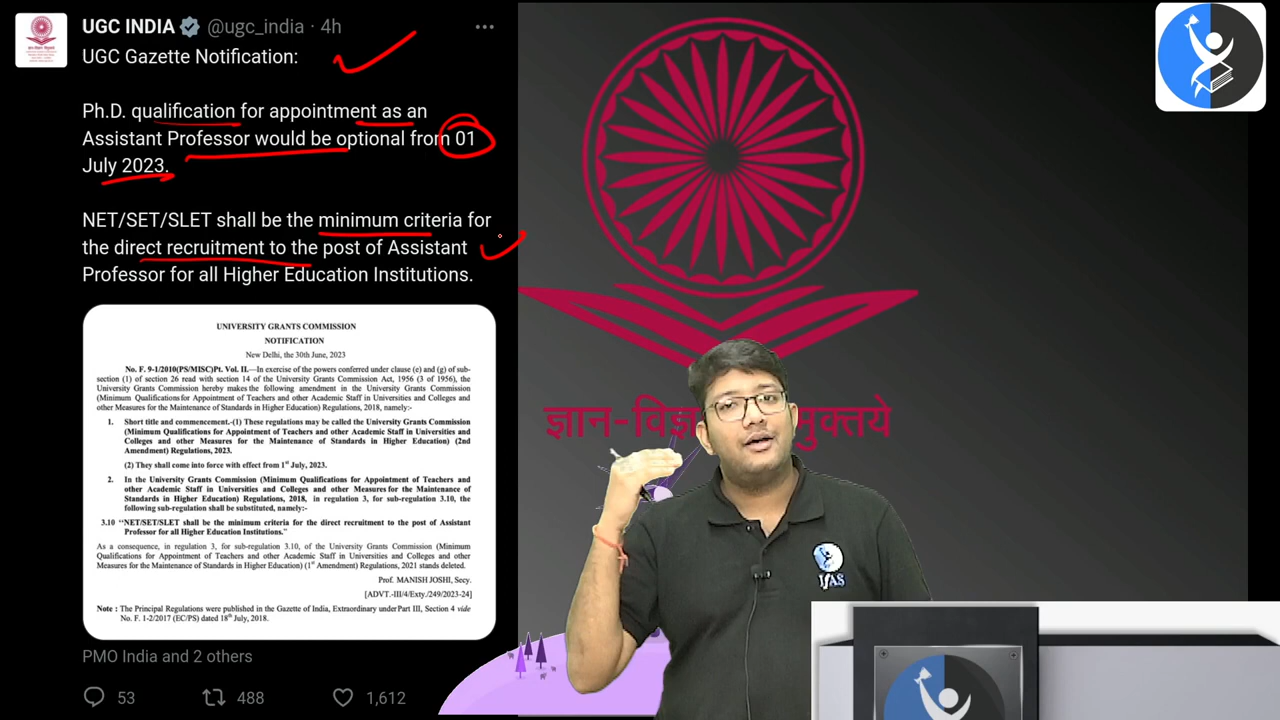 UGC INDIA @ugc_india · 4h
UGC Gazette Notification:
Ph.D. qualification for appointment as an
Assistant Professor would be optional from 01
July 2023.
NET/SET/SLET shall be the minimum criteria for
the direct recruitment to the post of Assistant
Professor for all Higher Education Institutions.
UNIVERSITY GRANTS COMMISSION
NOTIFICATION
New Delhi, the 30th June, 2023
No. F. 9-1/2010(PS/MISC)Pt. Vol. II.—In exercise of the powers conferred under clause (e) and (g) of sub-
section (1) of section 26 read with section 14 of the University Grants Commission Act, 1956 (3 of 1956), the
University Grants Commission hereby makes the following amendment in the University Grants Commission
(Minimum Qualifications for Appointment of Teachers and other Academic Staff in Universities and Colleges and
other Measures for the Maintenance of Standards in Higher Education) Regulations, 2018, namely:-
1. Short title and commencement.-(1) These regulations may be called the University Grants Commission
(Minimum Qualifications for Appointment of Teachers and other Academic Staff in Universities and
Colleges and other Measures for the Maintenance of Standards in Higher Education) (2nd
Amendment) Regulations, 2023.
(2) They shall come into force with effect from 1st July, 2023.
2. In the University Grants Commission (Minimum Qualifications for Appointment of Teachers and
other Academic Staff in Universities and Colleges and other Measures for the Maintenance of
Standards in Higher Education) Regulations, 2018, in regulation 3, for sub-regulation 3.10, the
following sub-regulation shall be substituted, namely:-
3.10 “NET/SET/SLET shall be the minimum criteria for the direct recruitment to the post of Assistant
Professor for all Higher Education Institutions.”
As a consequence, in regulation 3, for sub-regulation 3.10, of the University Grants Commission (Minimum
Qualifications for Appointment of Teachers and other Academic Staff in Universities and Colleges and other
Measures for the Maintenance of Standards in Higher Education) (1st Amendment) Regulations, 2021 stands deleted.
Prof. MANISH JOSHI, Secy.
[ADVT.-III/4/Exty./249/2023-24]
Note : The Principal Regulations were published in the Gazette of India, Extraordinary under Part III, Section 4 vide
No. F. 1-2/2017 (EC/PS) dated 18th July, 2018.
PMO India and 2 others
53 488 1,612
ज्ञान-विज्ञ मुक्तये